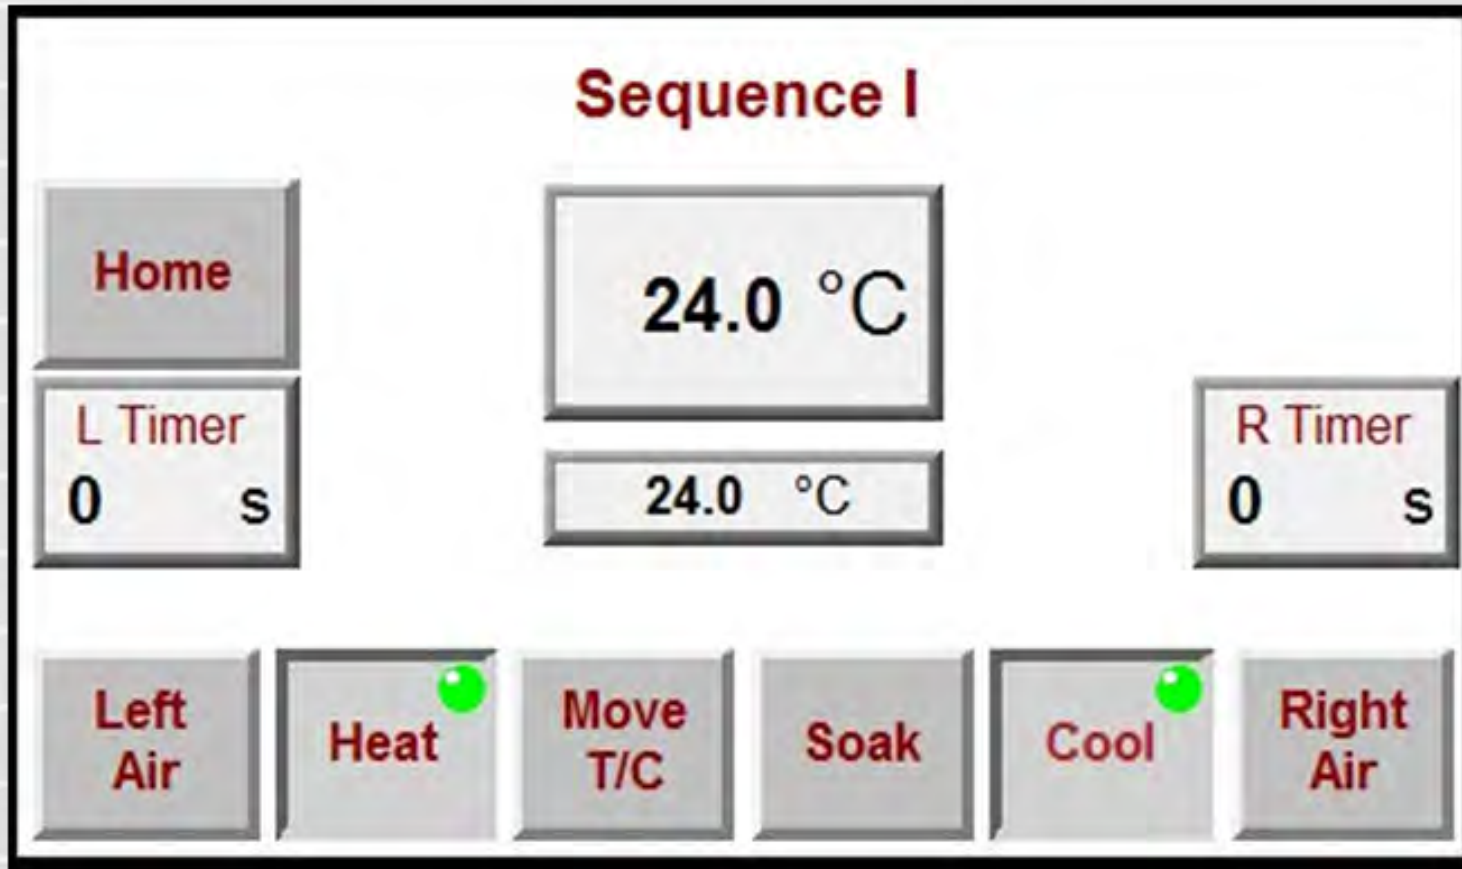 Sequence I
Home
24.0 °C
L Timer
0 s
24.0 °C
R Timer
0 s
Left
Air
Heat
Move
T/C
Soak
Cool
Right
Air